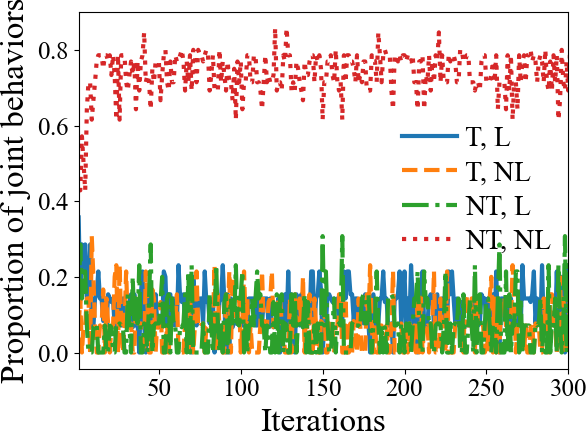 Proportion of joint behaviors
0.8
0.6
0.4
0.2
0.0
T, L
T, NL
NT, L
NT, NL
50
100
150
200
250
300
Iterations